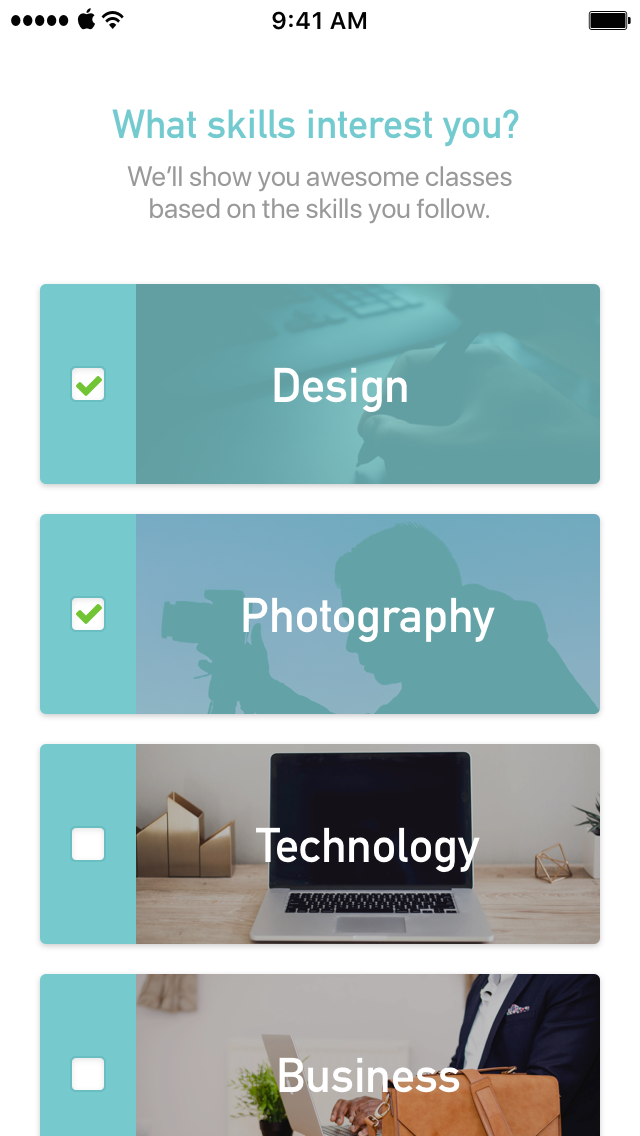 9:41 AM
What skills interest you?
We’ll show you awesome classes
based on the skills you follow.
Design
Photography
Technology
Business